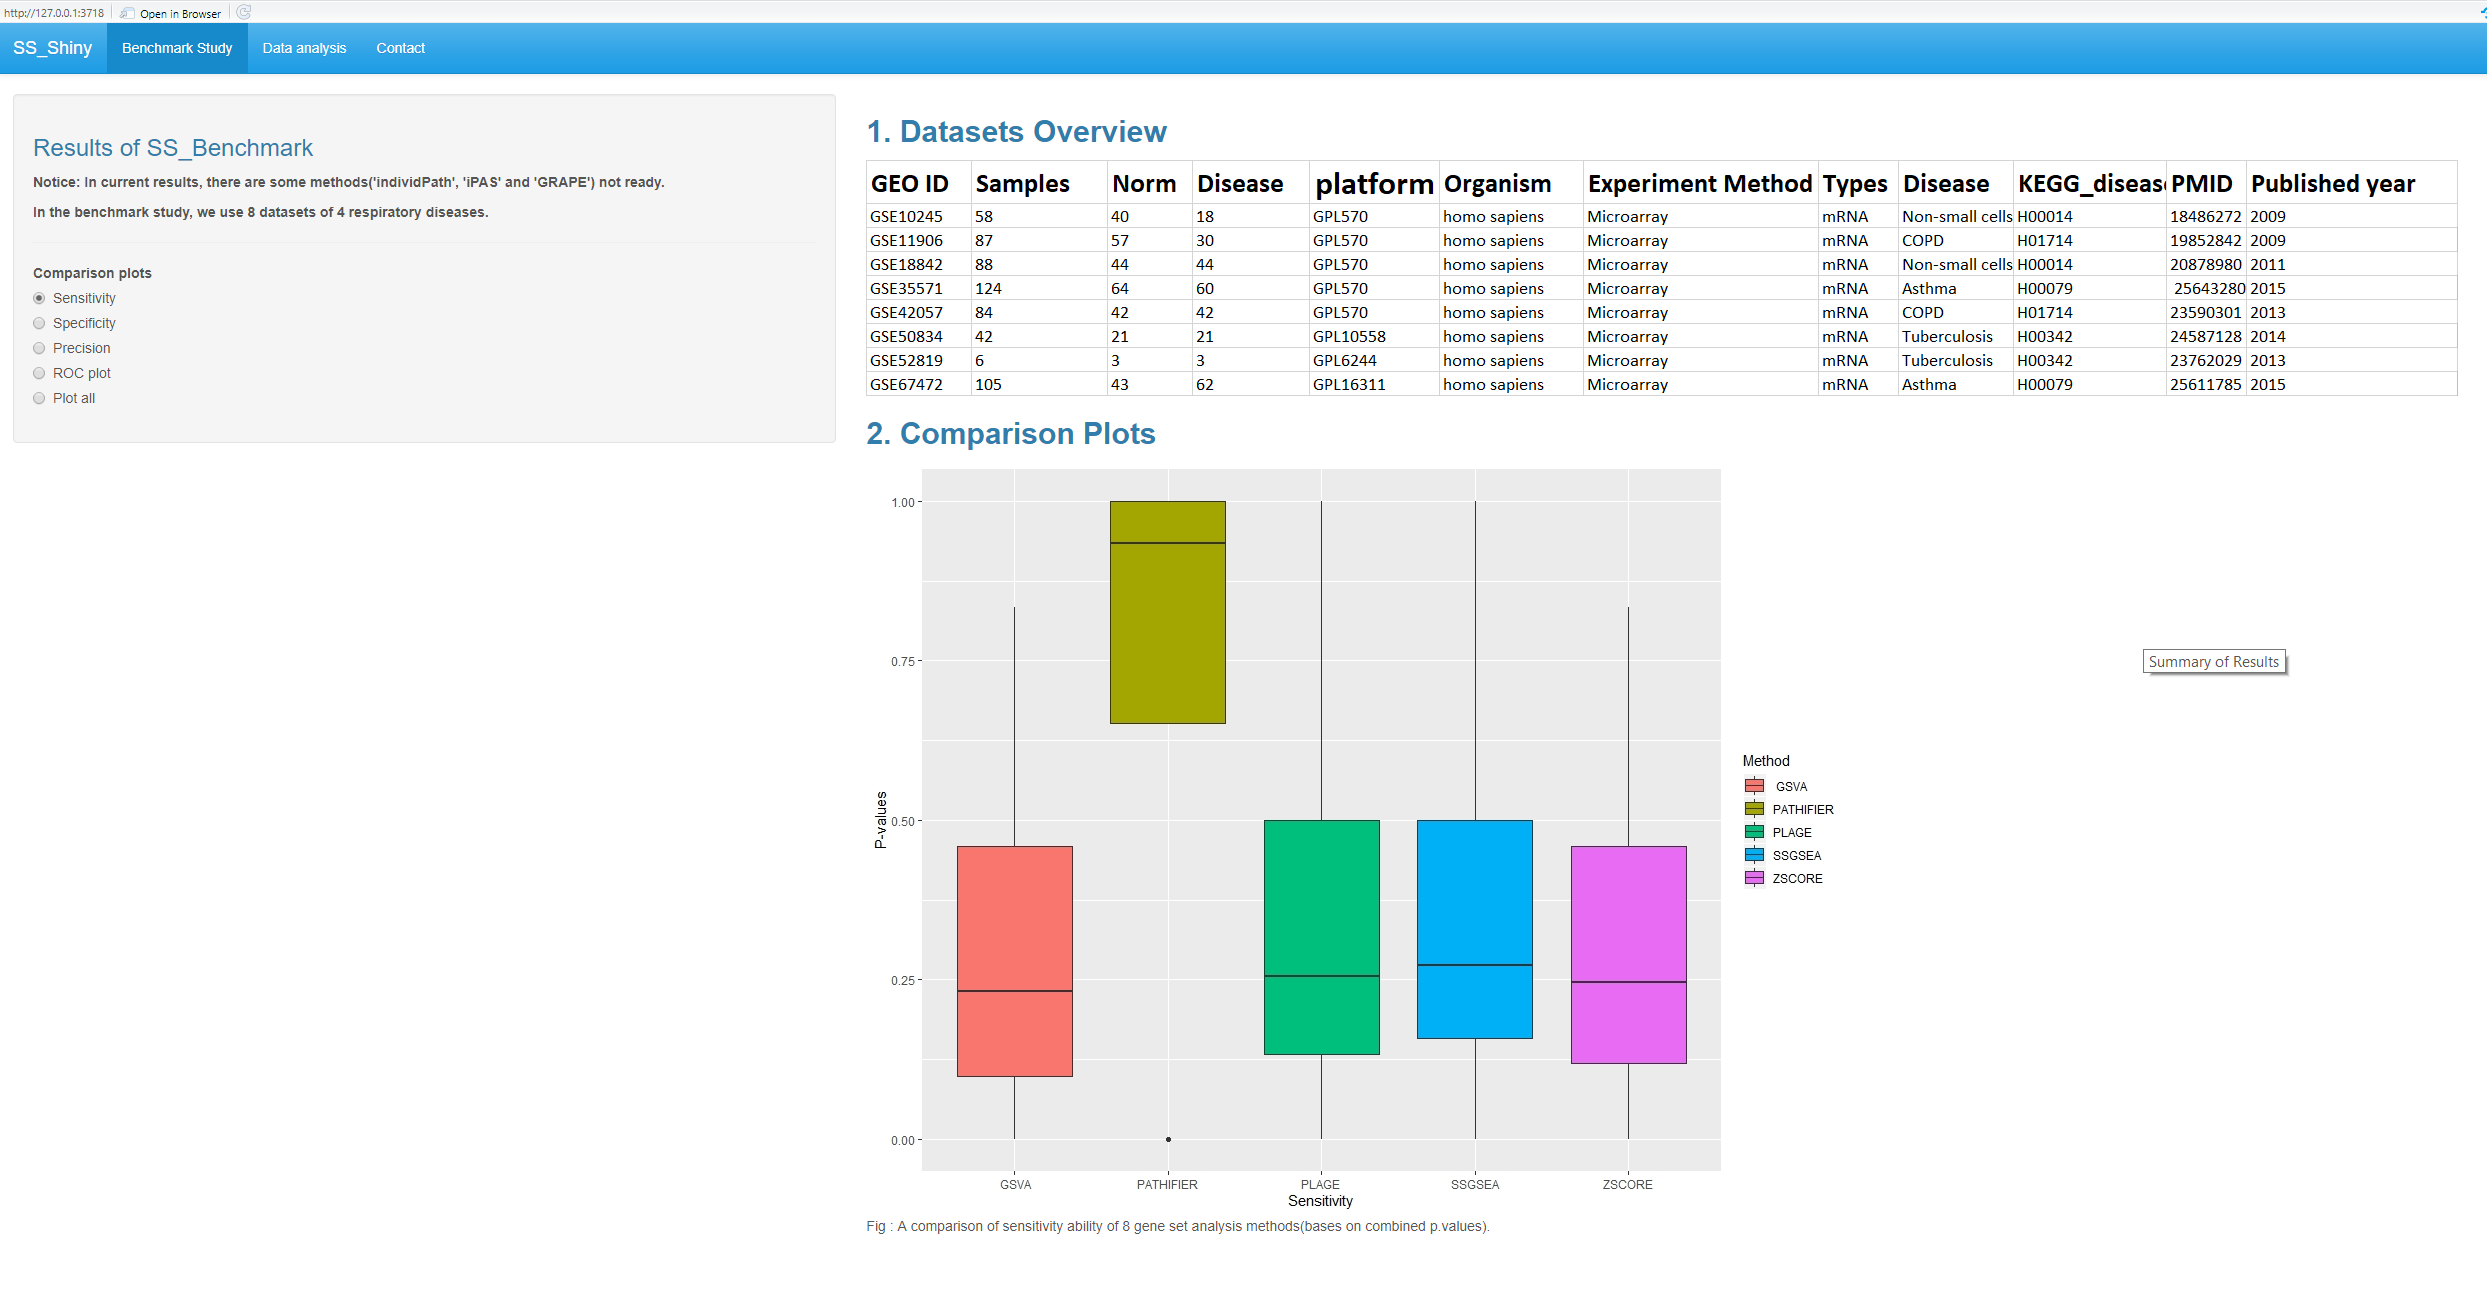 http://127.0.0.1:3718 Open in Browser
SS_Shiny Benchmark Study Data analysis Contact
Results of SS_Benchmark
Notice: In current results, there are some methods('individPath', 'iPAS' and 'GRAPE') not ready.
In the benchmark study, we use 8 datasets of 4 respiratory diseases.
Comparison plots
Sensitivity
Specificity
Precision
ROC plot
Plot all
1. Datasets Overview
GEO ID Samples Norm Disease platform Organism Experiment Method Types Disease KEGG_diseas PMID Published year
GSE10245 58 40 18 GPL570 homo sapiens Microarray mRNA Non-small cells H00014 18486272 2009
GSE11906 87 57 30 GPL570 homo sapiens Microarray mRNA COPD H01714 19852842 2009
GSE18842 88 44 44 GPL570 homo sapiens Microarray mRNA Non-small cells H00014 20878980 2011
GSE35571 124 64 60 GPL570 homo sapiens Microarray mRNA Asthma H00079 25643280 2015
GSE42057 84 42 42 GPL570 homo sapiens Microarray mRNA COPD H01714 23590301 2013
GSE50834 42 21 21 GPL10558 homo sapiens Microarray mRNA Tuberculosis H00342 24587128 2014
GSE52819 6 3 3 GPL6244 homo sapiens Microarray mRNA Tuberculosis H00342 23762029 2013
GSE67472 105 43 62 GPL16311 homo sapiens Microarray mRNA Asthma H00079 25611785 2015
2. Comparison Plots
1.00
0.75
0.50
0.25
0.00
P-values
GSVA PATHIFIER PLAGE SSGSEA ZSCORE
Sensitivity
Method
GSVA
PATHIFIER
PLAGE
SSGSEA
ZSCORE
Summary of Results
Fig : A comparison of sensitivity ability of 8 gene set analysis methods(bases on combined p.values).